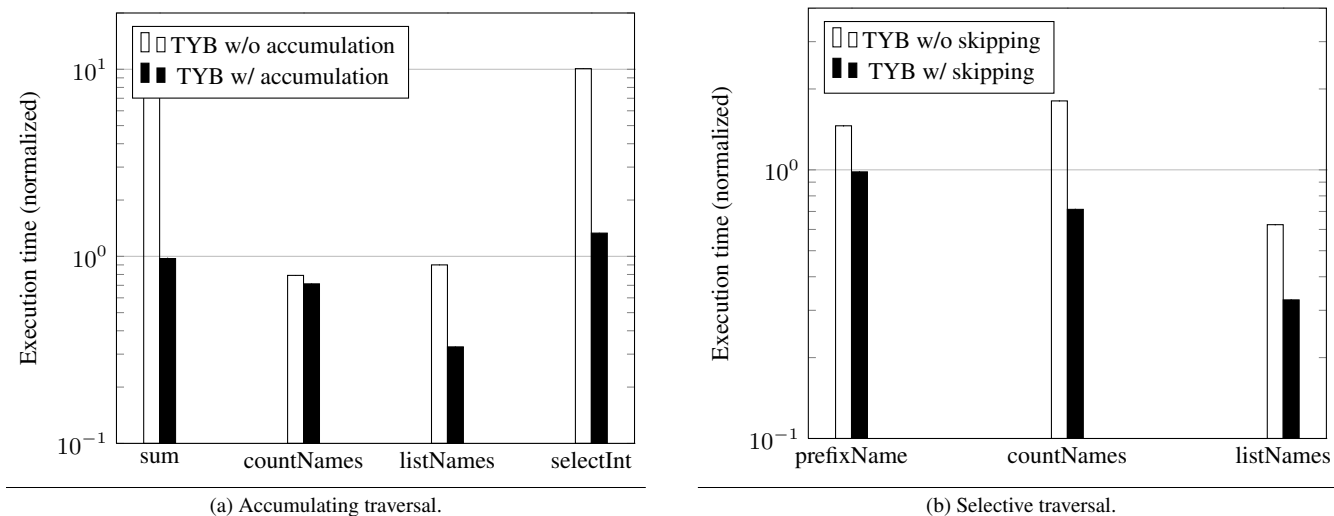 TYB w/o accumulation
TYB w/ accumulation
Execution time (normalized)
10^1
10^0
10^−1
sum countNames listNames selectInt
(a) Accumulating traversal.
TYB w/o skipping
TYB w/ skipping
Execution time (normalized)
10^0
10^−1
prefixName countNames listNames
(b) Selective traversal.